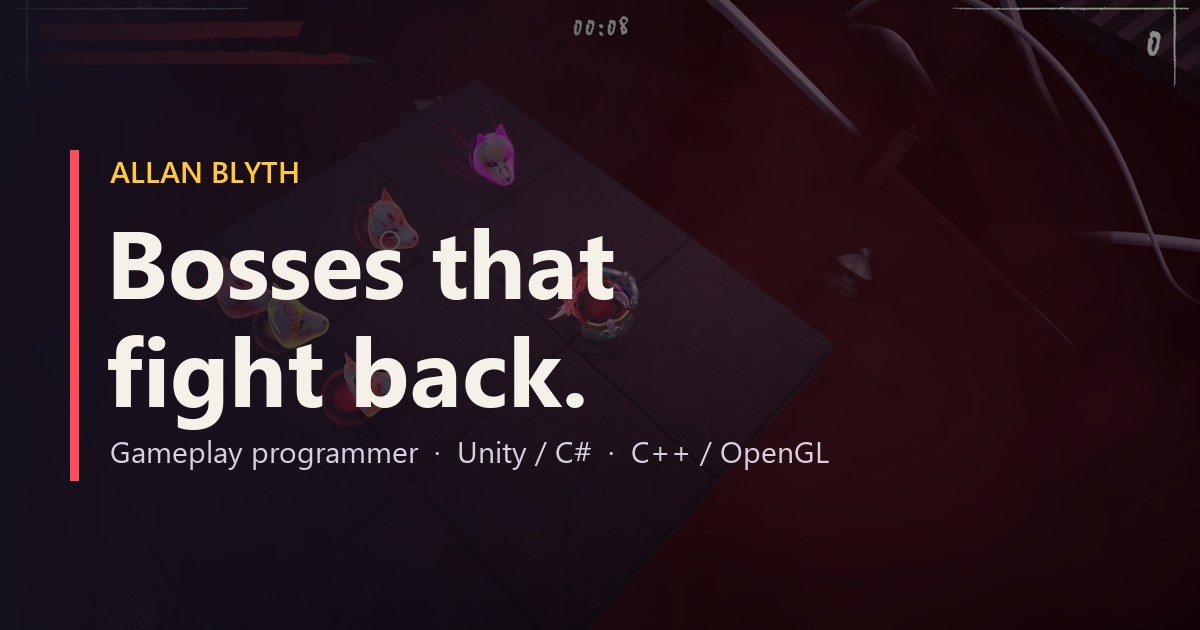 00:08
0
ALLAN BLYTH
Bosses that
fight back.
Gameplay programmer · Unity / C# · C++ / OpenGL